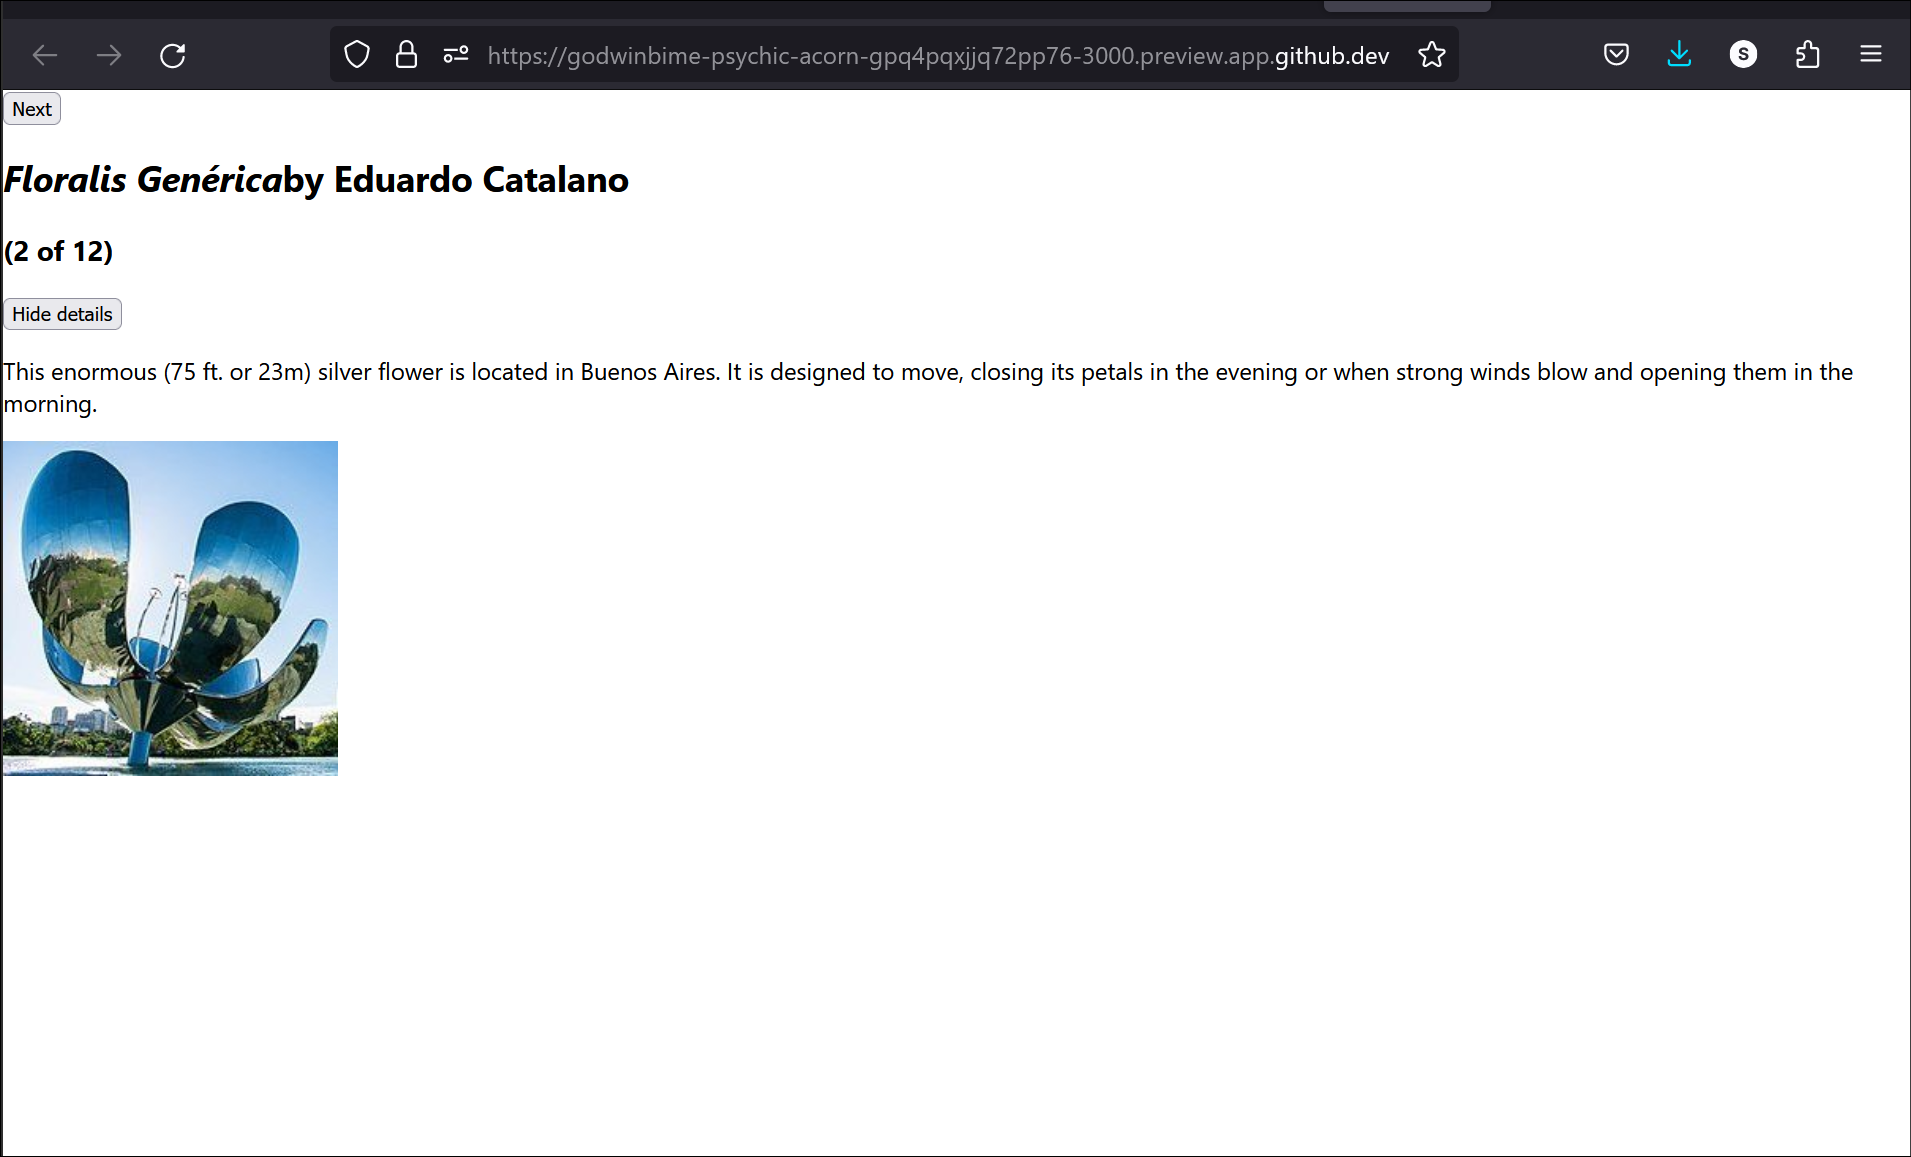 https://godwinbime-psychic-acorn-gpq4pqxjjq72pp76-3000.preview.app.github.dev
S
Next
Floralis Genéricaby Eduardo Catalano
(2 of 12)
Hide details
This enormous (75 ft. or 23m) silver flower is located in Buenos Aires. It is designed to move, closing its petals in the evening or when strong winds blow and opening them in the
morning.